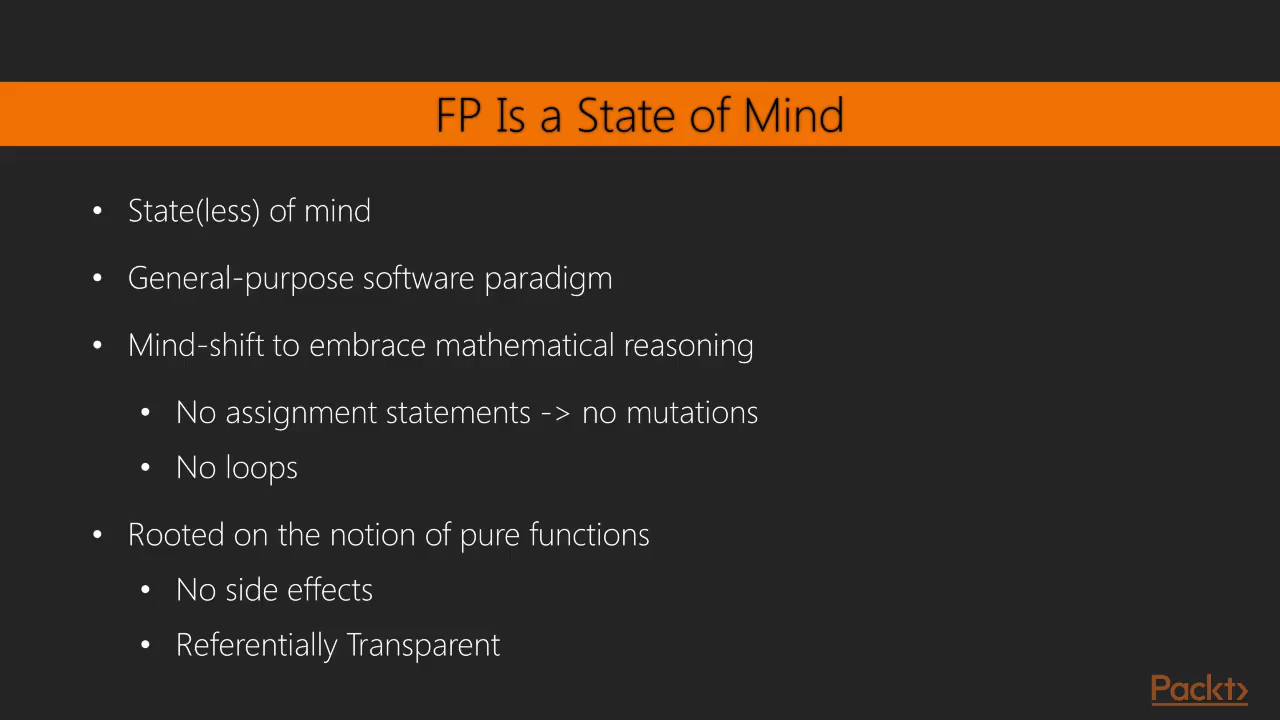 FP Is a State of Mind
• State(less) of mind
• General-purpose software paradigm
• Mind-shift to embrace mathematical reasoning
• No assignment statements -> no mutations
• No loops
• Rooted on the notion of pure functions
• No side effects
• Referentially Transparent
Packt>